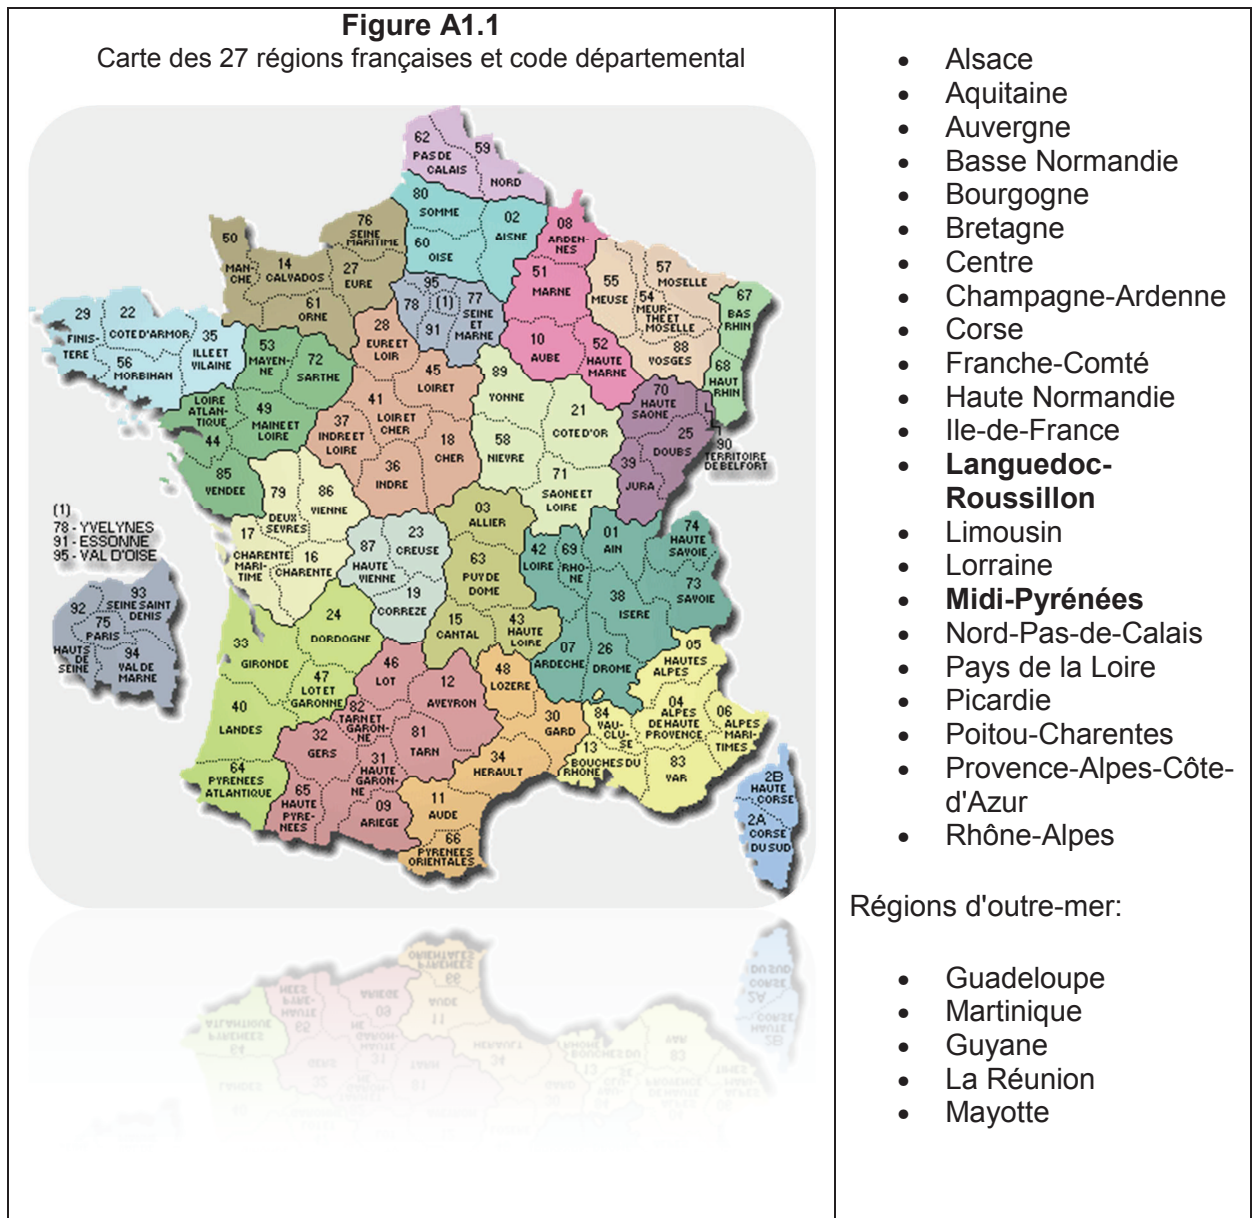 Figure A1.1
Carte des 27 régions françaises et code départemental
62
PAS DE
CALAIS
59
NORD
80
SOMME
02
AISNE
60
OISE
08
ARDEN-
NES
76
SEINE
MARITIME
50
MAN-
CHE
14
CALVADOS
27
EURE
61
ORNE
95
78
(1)
91
77
SEINE
ET
MARNE
51
MARNE
10
AUBE
52
HAUTE
MARNE
55
MEUSE
54
MEUR-
THE ET
MOSELLE
57
MOSELLE
88
VOSGES
67
BAS
RHIN
68
HAUT
RHIN
29
FINIS-
TERE
22
COTE D'ARMOR
35
ILLE ET
VILAINE
56
MORBIHAN
53
MAYEN-
NE
72
SARTHE
LOIRE
ATLAN-
TIQUE
44
49
MAINE ET
LOIRE
85
VENDEE
28
EURE ET
LOIR
45
LOIRET
41
LOIR ET
CHER
37
INDRE ET
LOIRE
18
CHER
36
INDRE
89
YONNE
21
COTE D'OR
58
NIEVRE
71
SAONE ET
LOIRE
70
HAUTE
SAONE
25
DOUBS
39
JURA
90
TERRITOIRE
DE BELFORT
79
DEUX
SEVRES
86
VIENNE
17
CHARENTE
MARI-
TIME
16
CHARENTE
87
HAUTE
VIENNE
23
CREUSE
19
CORREZE
03
ALLIER
63
PUY DE
DOME
15
CANTAL
43
HAUTE
LOIRE
42
LOIRE
69
RHO-
NE
01
AIN
74
HAUTE
SAVOIE
73
SAVOIE
38
ISERE
07
ARDECHE
26
DROME
(1)
78 - YVELYNES
91 - ESSONNE
95 - VAL D'OISE
92
HAUTS
DE
SEINE
93
SEINE SAINT
DENIS
75
PARIS
94
VAL DE
MARNE
24
DORDOGNE
33
GIRONDE
47
LOT ET
GARONNE
40
LANDES
64
PYRENEES
ATLANTIQUE
46
LOT
12
AVEYRON
82
TARN ET
GARON-
NE
32
GERS
81
TARN
31
HAUTE
GARON-
NE
65
HAUTE
PYRE-
NEES
09
ARIEGE
48
LOZERE
30
GARD
34
HERAULT
11
AUDE
66
PYRENEES
ORIENTALES
05
HAUTES
ALPES
04
ALPES
DE HAUTE
PROVENCE
06
ALPES
MARI-
TIMES
84
VAU-
CLU-
SE
13
BOUCHES DU
RHONE
83
VAR
2B
HAUTE
CORSE
2A
CORSE
DU SUD
• Alsace
• Aquitaine
• Auvergne
• Basse Normandie
• Bourgogne
• Bretagne
• Centre
• Champagne-Ardenne
• Corse
• Franche-Comté
• Haute Normandie
• Ile-de-France
• Languedoc-
Roussillon
• Limousin
• Lorraine
• Midi-Pyrénées
• Nord-Pas-de-Calais
• Pays de la Loire
• Picardie
• Poitou-Charentes
• Provence-Alpes-Côte-
d'Azur
• Rhône-Alpes
Régions d'outre-mer:
• Guadeloupe
• Martinique
• Guyane
• La Réunion
• Mayotte